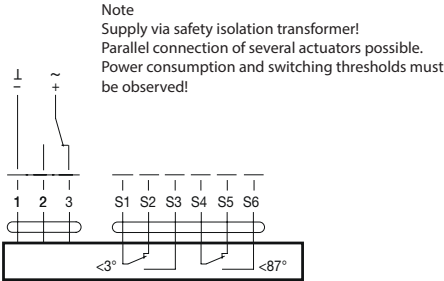 Note
Supply via safety isolation transformer!
Parallel connection of several actuators possible.
Power consumption and switching thresholds must
be observed!
⊥ ~
– +
1 2 3 S1 S2 S3 S4 S5 S6
<3° <87°